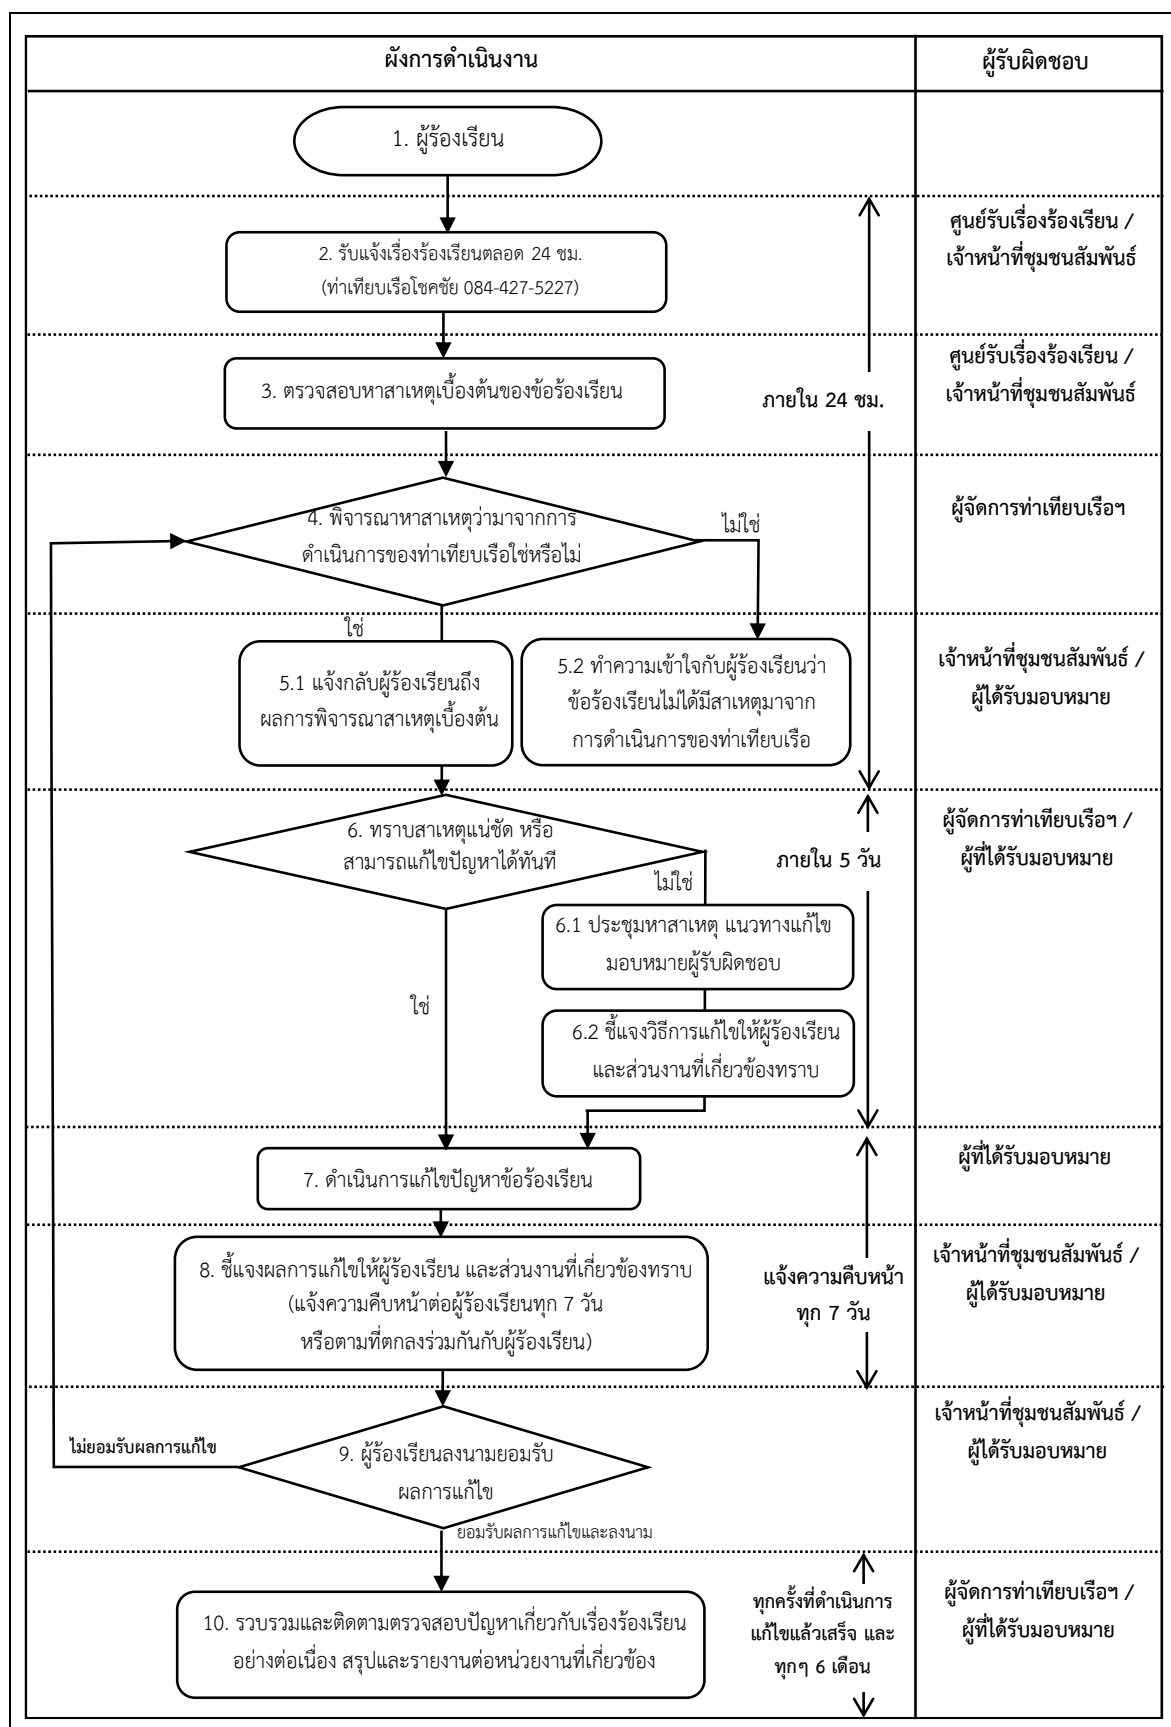 ผังการดำเนินงาน
ผู้รับผิดชอบ
1. ผู้ร้องเรียน
2. รับแจ้งเรื่องร้องเรียนตลอด 24 ชม.
(ท่าเทียบเรือโชคชัย 084-427-5227)
ศูนย์รับเรื่องร้องเรียน /
เจ้าหน้าที่ชุมชนสัมพันธ์
3. ตรวจสอบหาสาเหตุเบื้องต้นของข้อร้องเรียน
ภายใน 24 ชม.
ศูนย์รับเรื่องร้องเรียน /
เจ้าหน้าที่ชุมชนสัมพันธ์
4. พิจารณาหาสาเหตุว่ามาจากการ
ดำเนินการของท่าเทียบเรือใช่หรือไม่
ไม่ใช่
ผู้จัดการท่าเทียบเรือฯ
ใช่
5.1 แจ้งกลับผู้ร้องเรียนถึง
ผลการพิจารณาสาเหตุเบื้องต้น
5.2 ทำความเข้าใจกับผู้ร้องเรียนว่า
ข้อร้องเรียนไม่ได้มีสาเหตุมาจาก
การดำเนินการของท่าเทียบเรือ
เจ้าหน้าที่ชุมชนสัมพันธ์ /
ผู้ได้รับมอบหมาย
6. ทราบสาเหตุแน่ชัด หรือ
สามารถแก้ไขปัญหาได้ทันที
ไม่ใช่
ภายใน 5 วัน
ผู้จัดการท่าเทียบเรือฯ /
ผู้ที่ได้รับมอบหมาย
6.1 ประชุมหาสาเหตุ แนวทางแก้ไข
มอบหมายผู้รับผิดชอบ
ใช่
6.2 ชี้แจงวิธีการแก้ไขให้ผู้ร้องเรียน
และส่วนงานที่เกี่ยวข้องทราบ
7. ดำเนินการแก้ไขปัญหาข้อร้องเรียน
ผู้ที่ได้รับมอบหมาย
8. ชี้แจงผลการแก้ไขให้ผู้ร้องเรียน และส่วนงานที่เกี่ยวข้องทราบ
(แจ้งความคืบหน้าต่อผู้ร้องเรียนทุก 7 วัน
หรือตามที่ตกลงร่วมกันกับผู้ร้องเรียน)
แจ้งความคืบหน้า
ทุก 7 วัน
เจ้าหน้าที่ชุมชนสัมพันธ์ /
ผู้ได้รับมอบหมาย
ไม่ยอมรับผลการแก้ไข
9. ผู้ร้องเรียนลงนามยอมรับ
ผลการแก้ไข
เจ้าหน้าที่ชุมชนสัมพันธ์ /
ผู้ได้รับมอบหมาย
ยอมรับผลการแก้ไขและลงนาม
10. รวบรวมและติดตามตรวจสอบปัญหาเกี่ยวกับเรื่องร้องเรียน
อย่างต่อเนื่อง สรุปและรายงานต่อหน่วยงานที่เกี่ยวข้อง
ทุกครั้งที่ดำเนินการ
แก้ไขแล้วเสร็จ และ
ทุกๆ 6 เดือน
ผู้จัดการท่าเทียบเรือฯ /
ผู้ที่ได้รับมอบหมาย